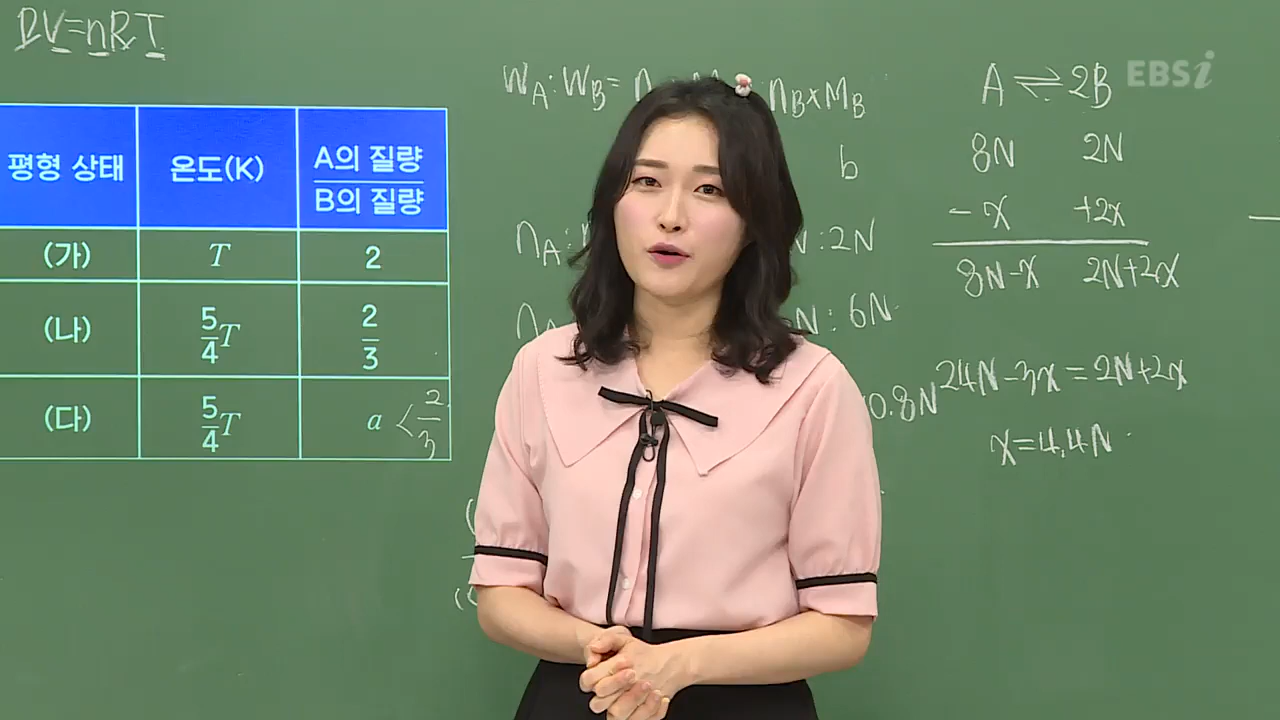 PV=nRT
평형 상태 온도(K) A의 질량/B의 질량
(가) T 2
(나) 5/4T 2/3
(다) 5/4T a < 2/3
W_A : W_B = n nB×MB
b
n_A : N : 2N
N : 6N
0.8N
A ⇌ 2B
8N 2N
-x +2x
8N-x 2N+2x
24N-3x = 2N+2x
x=4.4N
EBSi